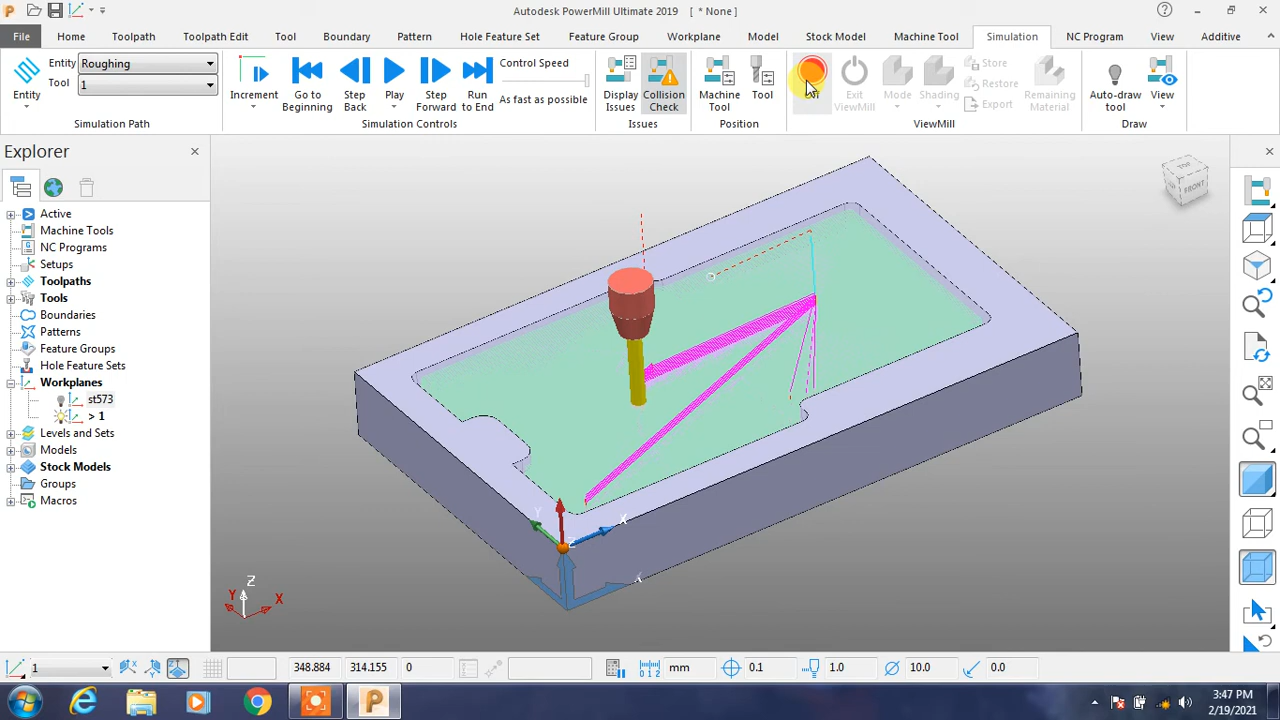 Autodesk PowerMill Ultimate 2019 [ * None ]
File Home Toolpath Toolpath Edit Tool Boundary Pattern Hole Feature Set Feature Group Workplane Model Stock Model Machine Tool Simulation NC Program View Additive
Entity Roughing
Tool 1
Entity
Simulation Path
Increment
To Beginning
Step Back
Play
Step Forward
Run to End
Control Speed
As fast as possible
Simulation Controls
Display Issues
Collision Check
Issues
Machine Tool
Tool
Position
Exit ViewMill
Mode
Shading
Store
Restore
Export
Remaining Material
ViewMill
Auto-draw tool
View
Draw
Explorer
Active
Machine Tools
NC Programs
Setups
Toolpaths
Tools
Boundaries
Patterns
Feature Groups
Hole Feature Sets
Workplanes
st573
> 1
Levels and Sets
Models
Stock Models
Groups
Macros
FRONT
Y
X
Z
X
Z
Y
X
1
348.884 314.155 0
mm
0.1
1.0
10.0
0.0
3:47 PM
2/19/2021